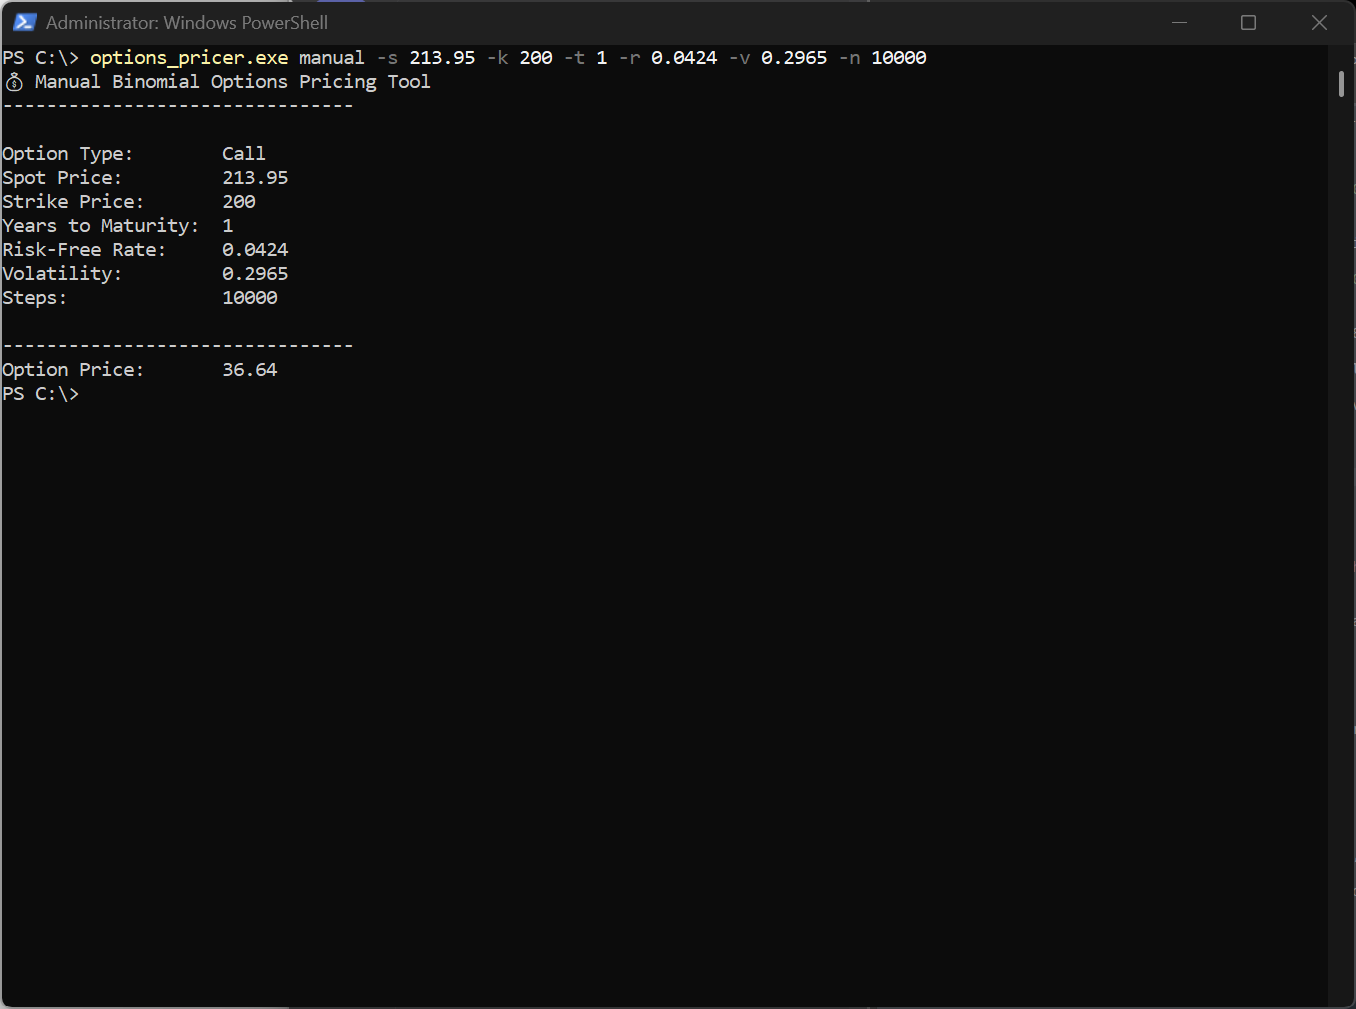 Administrator: Windows PowerShell
PS C:\> options_pricer.exe manual -s 213.95 -k 200 -t 1 -r 0.0424 -v 0.2965 -n 10000
💰 Manual Binomial Options Pricing Tool
--------------------------------
Option Type:        Call
Spot Price:         213.95
Strike Price:       200
Years to Maturity:  1
Risk-Free Rate:     0.0424
Volatility:         0.2965
Steps:              10000
--------------------------------
Option Price:       36.64
PS C:\>